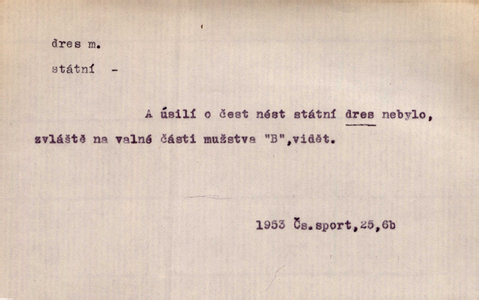 dres m.
státní -
A úsilí o čest nést státní dres nebylo,
zvláště na valné části mužstva "B",vidět.
1953 Čs.sport,25,6b